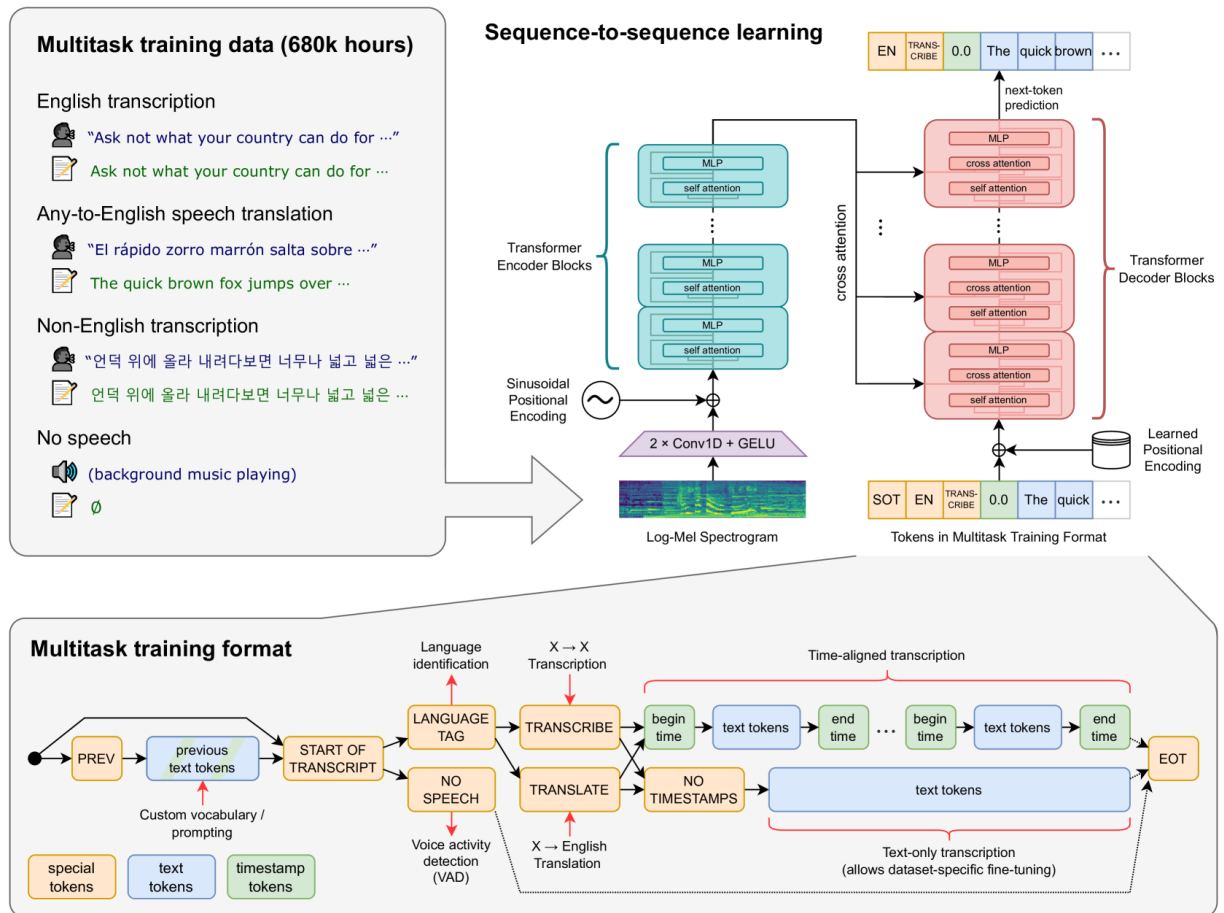 Multitask training data (680k hours)
English transcription
“Ask not what your country can do for ⋯”
Ask not what your country can do for ⋯
Any-to-English speech translation
“El rápido zorro marrón salta sobre ⋯”
The quick brown fox jumps over ⋯
Non-English transcription
“언덕 위에 올라 내려다보면 너무나 넓고 넓은 ⋯”
언덕 위에 올라 내려다보면 너무나 넓고 넓은 ⋯
No speech
(background music playing)
∅
Sequence-to-sequence learning
EN TRANS-CRIBE 0.0 The quick brown ⋯
next-token
prediction
MLP
self attention
MLP
self attention
MLP
self attention
Transformer
Encoder Blocks
⋮
cross attention
MLP
cross attention
self attention
MLP
cross attention
self attention
MLP
cross attention
self attention
Transformer
Decoder Blocks
Sinusoidal
Positional
Encoding
2 × Conv1D + GELU
Log-Mel Spectrogram
Learned
Positional
Encoding
SOT EN TRANS-CRIBE 0.0 The quick ⋯
Tokens in Multitask Training Format
Multitask training format
Language
identification
X → X
Transcription
Time-aligned transcription
PREV
previous
text tokens
START OF
TRANSCRIPT
LANGUAGE
TAG
NO
SPEECH
TRANSCRIBE
TRANSLATE
begin
time
text tokens
end
time
⋯
begin
time
text tokens
end
time
NO
TIMESTAMPS
text tokens
EOT
Custom vocabulary /
prompting
Voice activity
detection
(VAD)
X → English
Translation
Text-only transcription
(allows dataset-specific fine-tuning)
special
tokens
text
tokens
timestamp
tokens